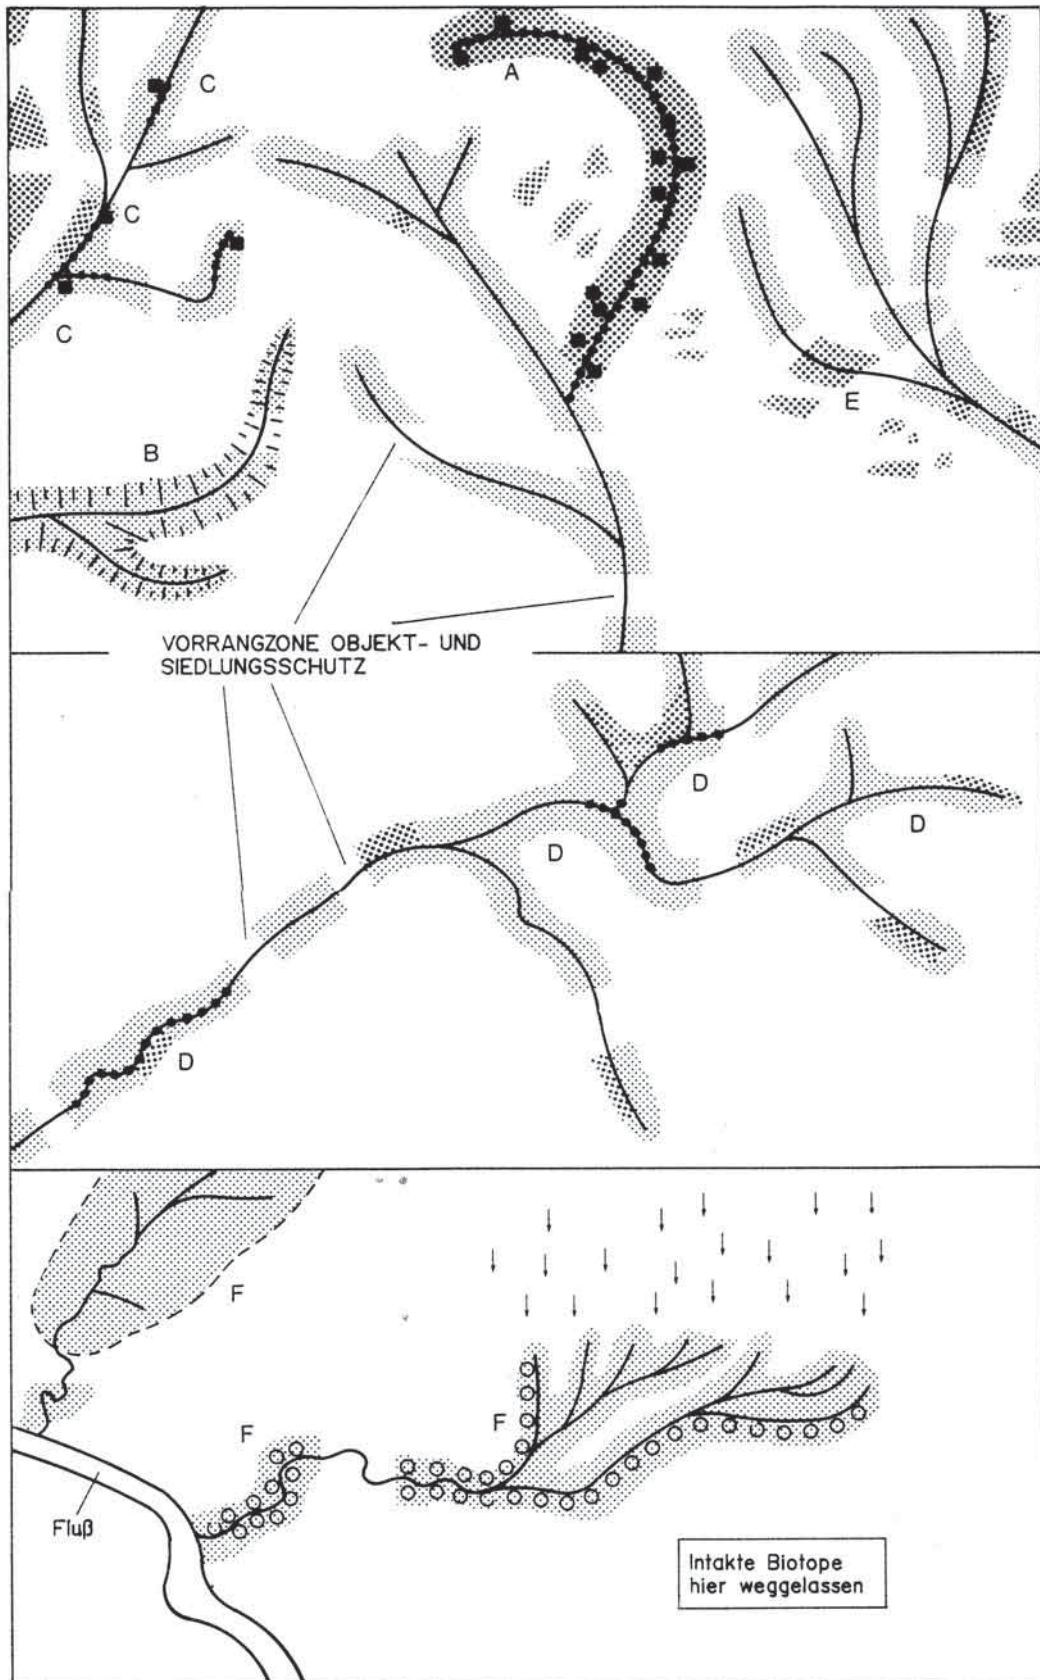 C
A
C
C
E
B
VORRANGZONE OBJEKT- UND
SIEDLUNGSSCHUTZ
D
D
D
D
F
F
F
Fluß
Intakte Biotope
hier weggelassen